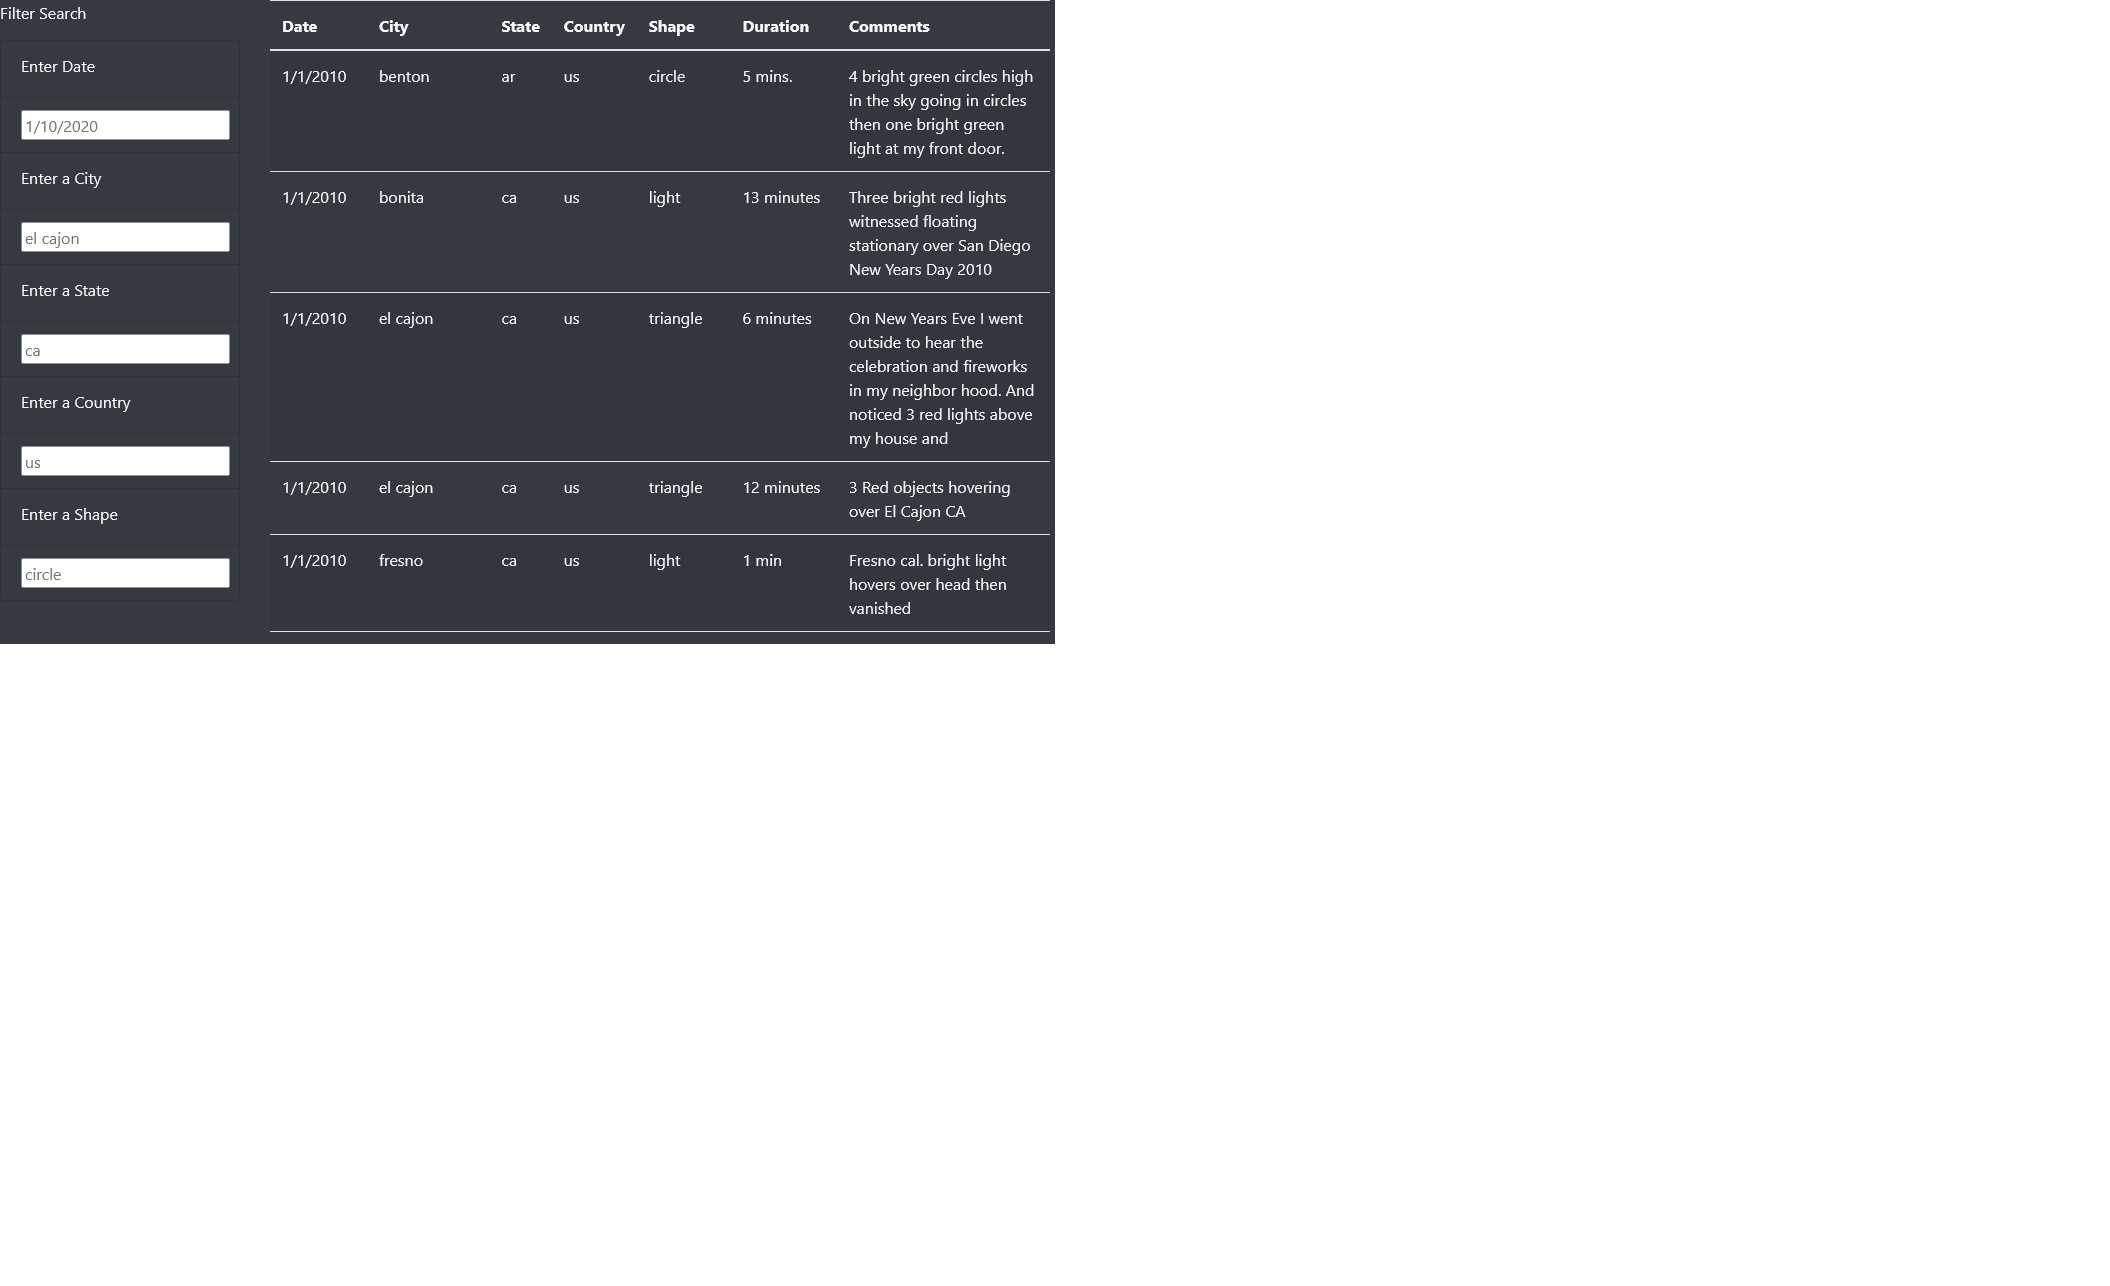 Filter Search
Enter Date
1/10/2020
Enter a City
el cajon
Enter a State
ca
Enter a Country
us
Enter a Shape
circle
Date City State Country Shape Duration Comments
1/1/2010 benton ar us circle 5 mins. 4 bright green circles high
in the sky going in circles
then one bright green
light at my front door.
1/1/2010 bonita ca us light 13 minutes Three bright red lights
witnessed floating
stationary over San Diego
New Years Day 2010
1/1/2010 el cajon ca us triangle 6 minutes On New Years Eve I went
outside to hear the
celebration and fireworks
in my neighbor hood. And
noticed 3 red lights above
my house and
1/1/2010 el cajon ca us triangle 12 minutes 3 Red objects hovering
over El Cajon CA
1/1/2010 fresno ca us light 1 min Fresno cal. bright light
hovers over head then
vanished